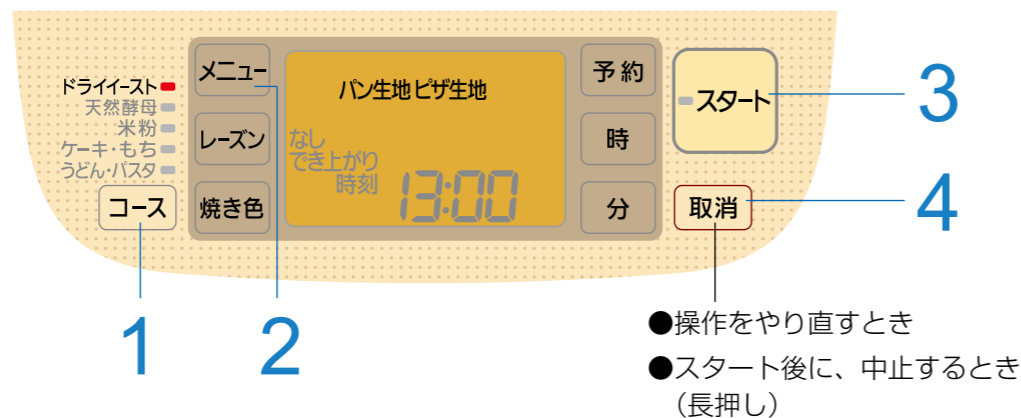 ドライイースト
天然酵母
米粉
ケーキ・もち
うどん・パスタ
コース
メニュー
レーズン
焼き色
パン生地 ピザ生地
なし
でき上がり
時刻
13:00
予約
時
分
スタート
取消
1
2
3
4
●操作をやり直すとき
●スタート後に、中止するとき
（長押し）